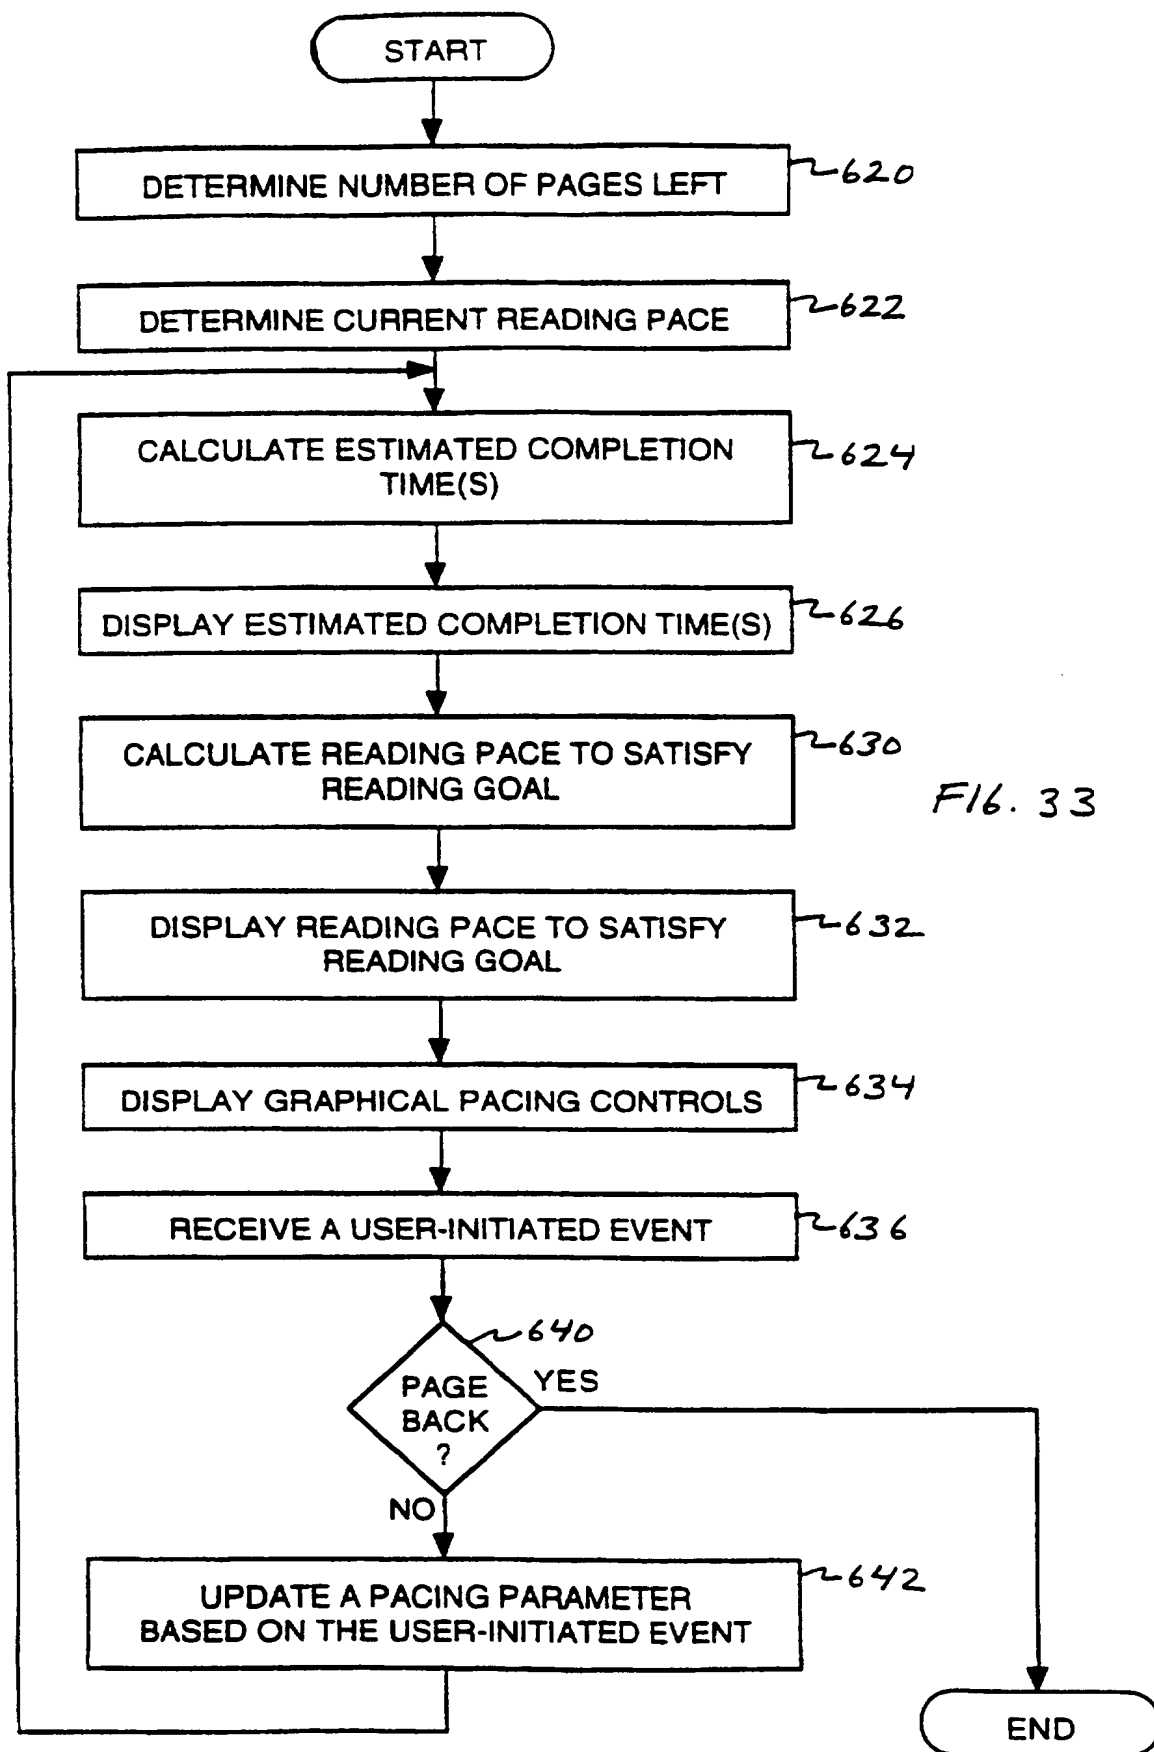 START
DETERMINE NUMBER OF PAGES LEFT
620
DETERMINE CURRENT READING PACE
622
CALCULATE ESTIMATED COMPLETION
TIME(S)
624
DISPLAY ESTIMATED COMPLETION TIME(S)
626
CALCULATE READING PACE TO SATISFY
READING GOAL
630
FIG. 33
DISPLAY READING PACE TO SATISFY
READING GOAL
632
DISPLAY GRAPHICAL PACING CONTROLS
634
RECEIVE A USER-INITIATED EVENT
636
640
PAGE
BACK
?
YES
NO
UPDATE A PACING PARAMETER
BASED ON THE USER-INITIATED EVENT
642
END